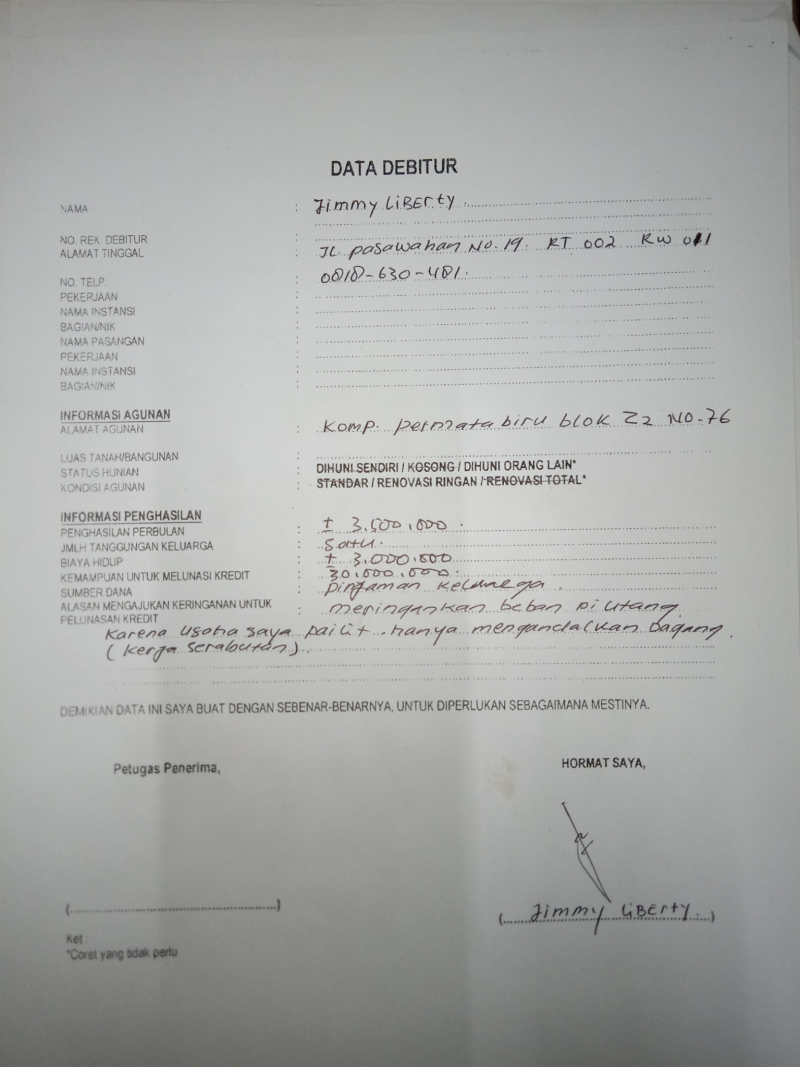 DATA DEBITUR
NAMA : Jimmy LiBERty
NO. REK. DEBITUR :
ALAMAT TINGGAL : JL pasawahan No. 19. RT 002 RW 011
NO. TELP. : 0818-630-481.
PEKERJAAN :
NAMA INSTANSI :
BAGIAN/NIK :
NAMA PASANGAN :
PEKERJAAN :
NAMA INSTANSI :
BAGIAN/NIK :
INFORMASI AGUNAN
ALAMAT AGUNAN : Komp. permata biru blok Z2 NO-76
LUAS TANAH/BANGUNAN :
STATUS HUNIAN : DIHUNI SENDIRI / KOSONG / DIHUNI ORANG LAIN*
KONDISI AGUNAN : STANDAR / RENOVASI RINGAN / RENOVASI TOTAL*
INFORMASI PENGHASILAN
PENGHASILAN PERBULAN : ± 3.500.000.
JMLH TANGGUNGAN KELUARGA : satu.
BIAYA HIDUP : ± 3.000.000
KEMAMPUAN UNTUK MELUNASI KREDIT : 30.000.000.
SUMBER DANA : pinjaman keluarga.
ALASAN MENGAJUKAN KERINGANAN UNTUK : meringankan beban pi utang.
PELUNASAN KREDIT
Karena usaha saya pailit. hanya mengandalkan dagang.
(kerja serabutan).
DEMIKIAN DATA INI SAYA BUAT DENGAN SEBENAR-BENARNYA, UNTUK DIPERLUKAN SEBAGAIMANA MESTINYA.
Petugas Penerima, HORMAT SAYA,
(....................) (Jimmy LiBERty.)
Ket :
*Coret yang tidak perlu